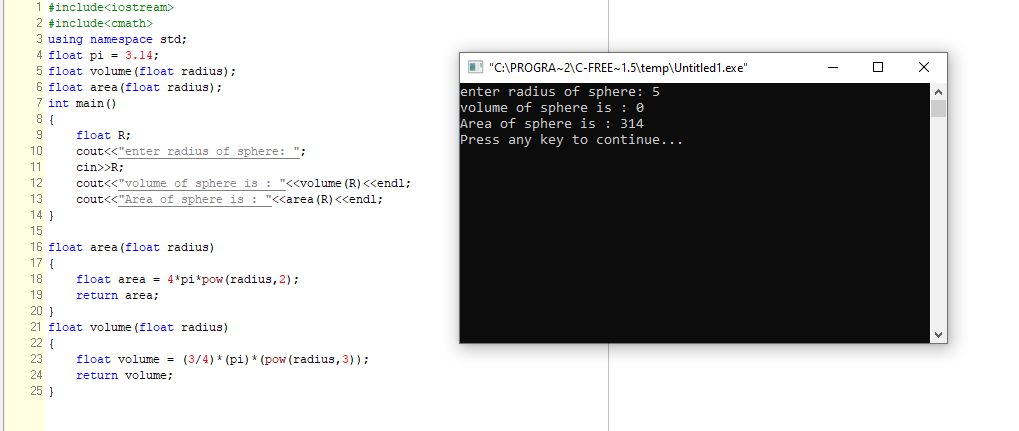 1 #include<iostream>
2 #include<cmath>
3 using namespace std;
4 float pi = 3.14;
5 float volume(float radius);
6 float area(float radius);
7 int main()
8 {
9     float R;
10     cout<<"enter radius of sphere: ";
11     cin>>R;
12     cout<<"volume of sphere is : "<<volume(R)<<endl;
13     cout<<"Area of sphere is : "<<area(R)<<endl;
14 }
15
16 float area(float radius)
17 {
18     float area = 4*pi*pow(radius,2);
19     return area;
20 }
21 float volume(float radius)
22 {
23     float volume = (3/4)*(pi)*(pow(radius,3));
24     return volume;
25 }
"C:\PROGRA~2\C-FREE~1.5\temp\Untitled1.exe"
enter radius of sphere: 5
volume of sphere is : 0
Area of sphere is : 314
Press any key to continue...